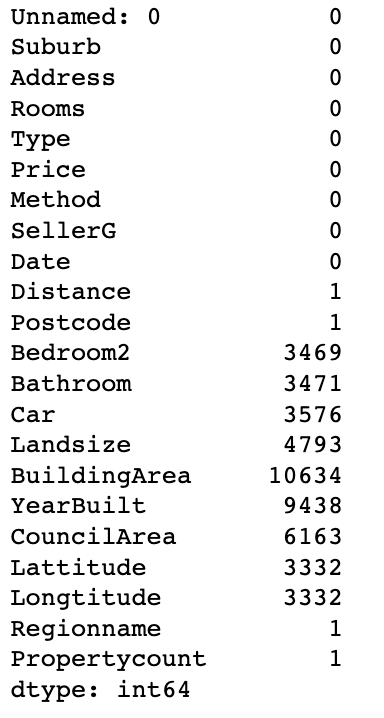 Unnamed: 0 0
Suburb 0
Address 0
Rooms 0
Type 0
Price 0
Method 0
SellerG 0
Date 0
Distance 1
Postcode 1
Bedroom2 3469
Bathroom 3471
Car 3576
Landsize 4793
BuildingArea 10634
YearBuilt 9438
CouncilArea 6163
Lattitude 3332
Longtitude 3332
Regionname 1
Propertycount 1
dtype: int64